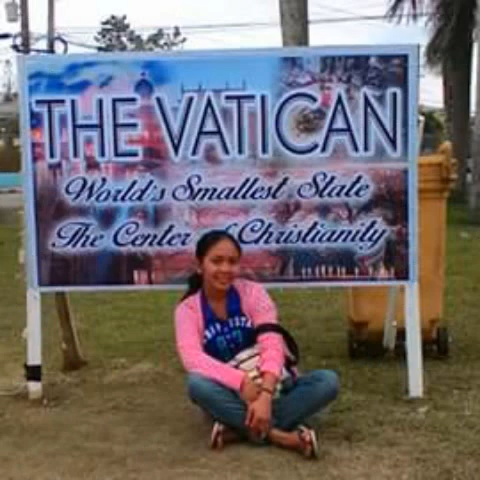 THE VATICAN
World's Smallest State
The Center of Christianity